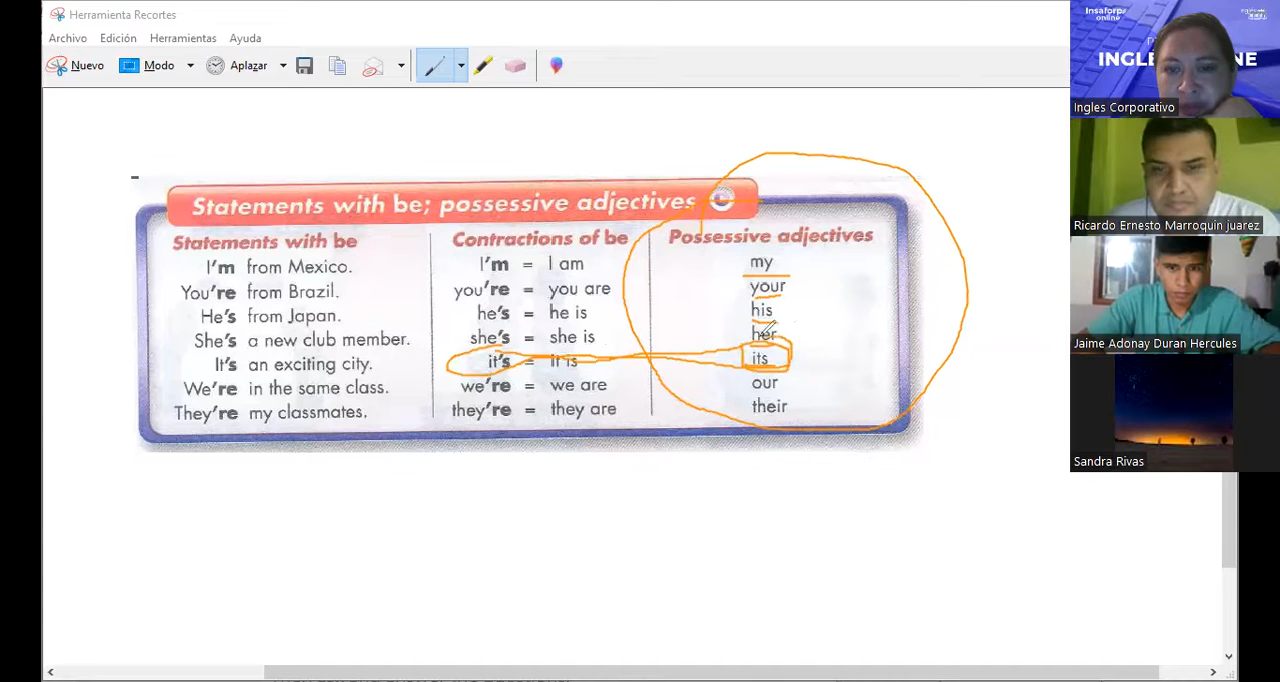 Herramienta Recortes
Archivo Edición Herramientas Ayuda
Nuevo Modo Aplazar
Statements with be; possessive adjectives
Statements with be
I'm from Mexico.
You're from Brazil.
He's from Japan.
She's a new club member.
It's an exciting city.
We're in the same class.
They're my classmates.
Contractions of be
I'm = I am
you're = you are
he's = he is
she's = she is
it's = it is
we're = we are
they're = they are
Possessive adjectives
my
your
his
her
its
our
their
Insaforp
online
INGLE NE
Ingles Corporativo
Ricardo Ernesto Marroquin juarez
Jaime Adonay Duran Hercules
Sandra Rivas